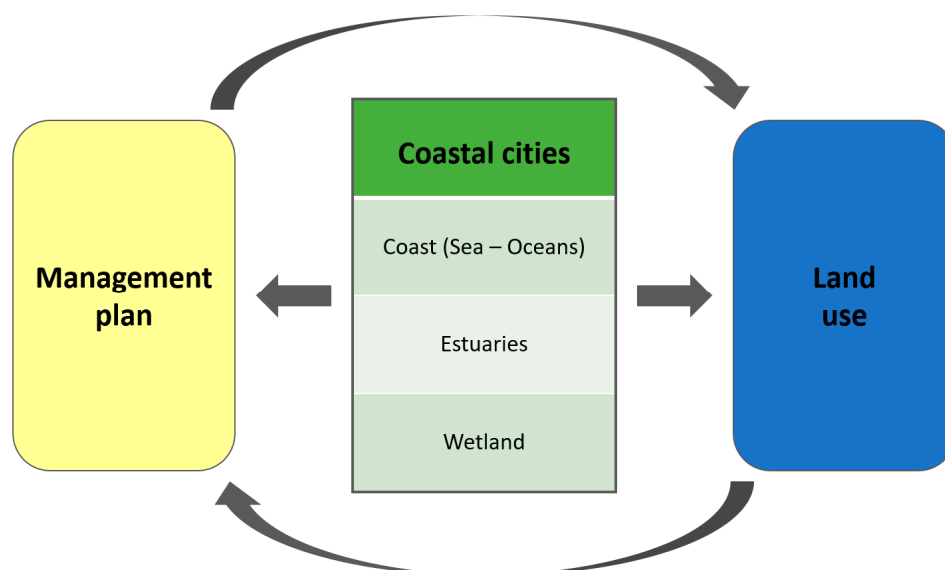 Coastal cities
Coast (Sea – Oceans)
Management
plan
Land
use
Estuaries
Wetland